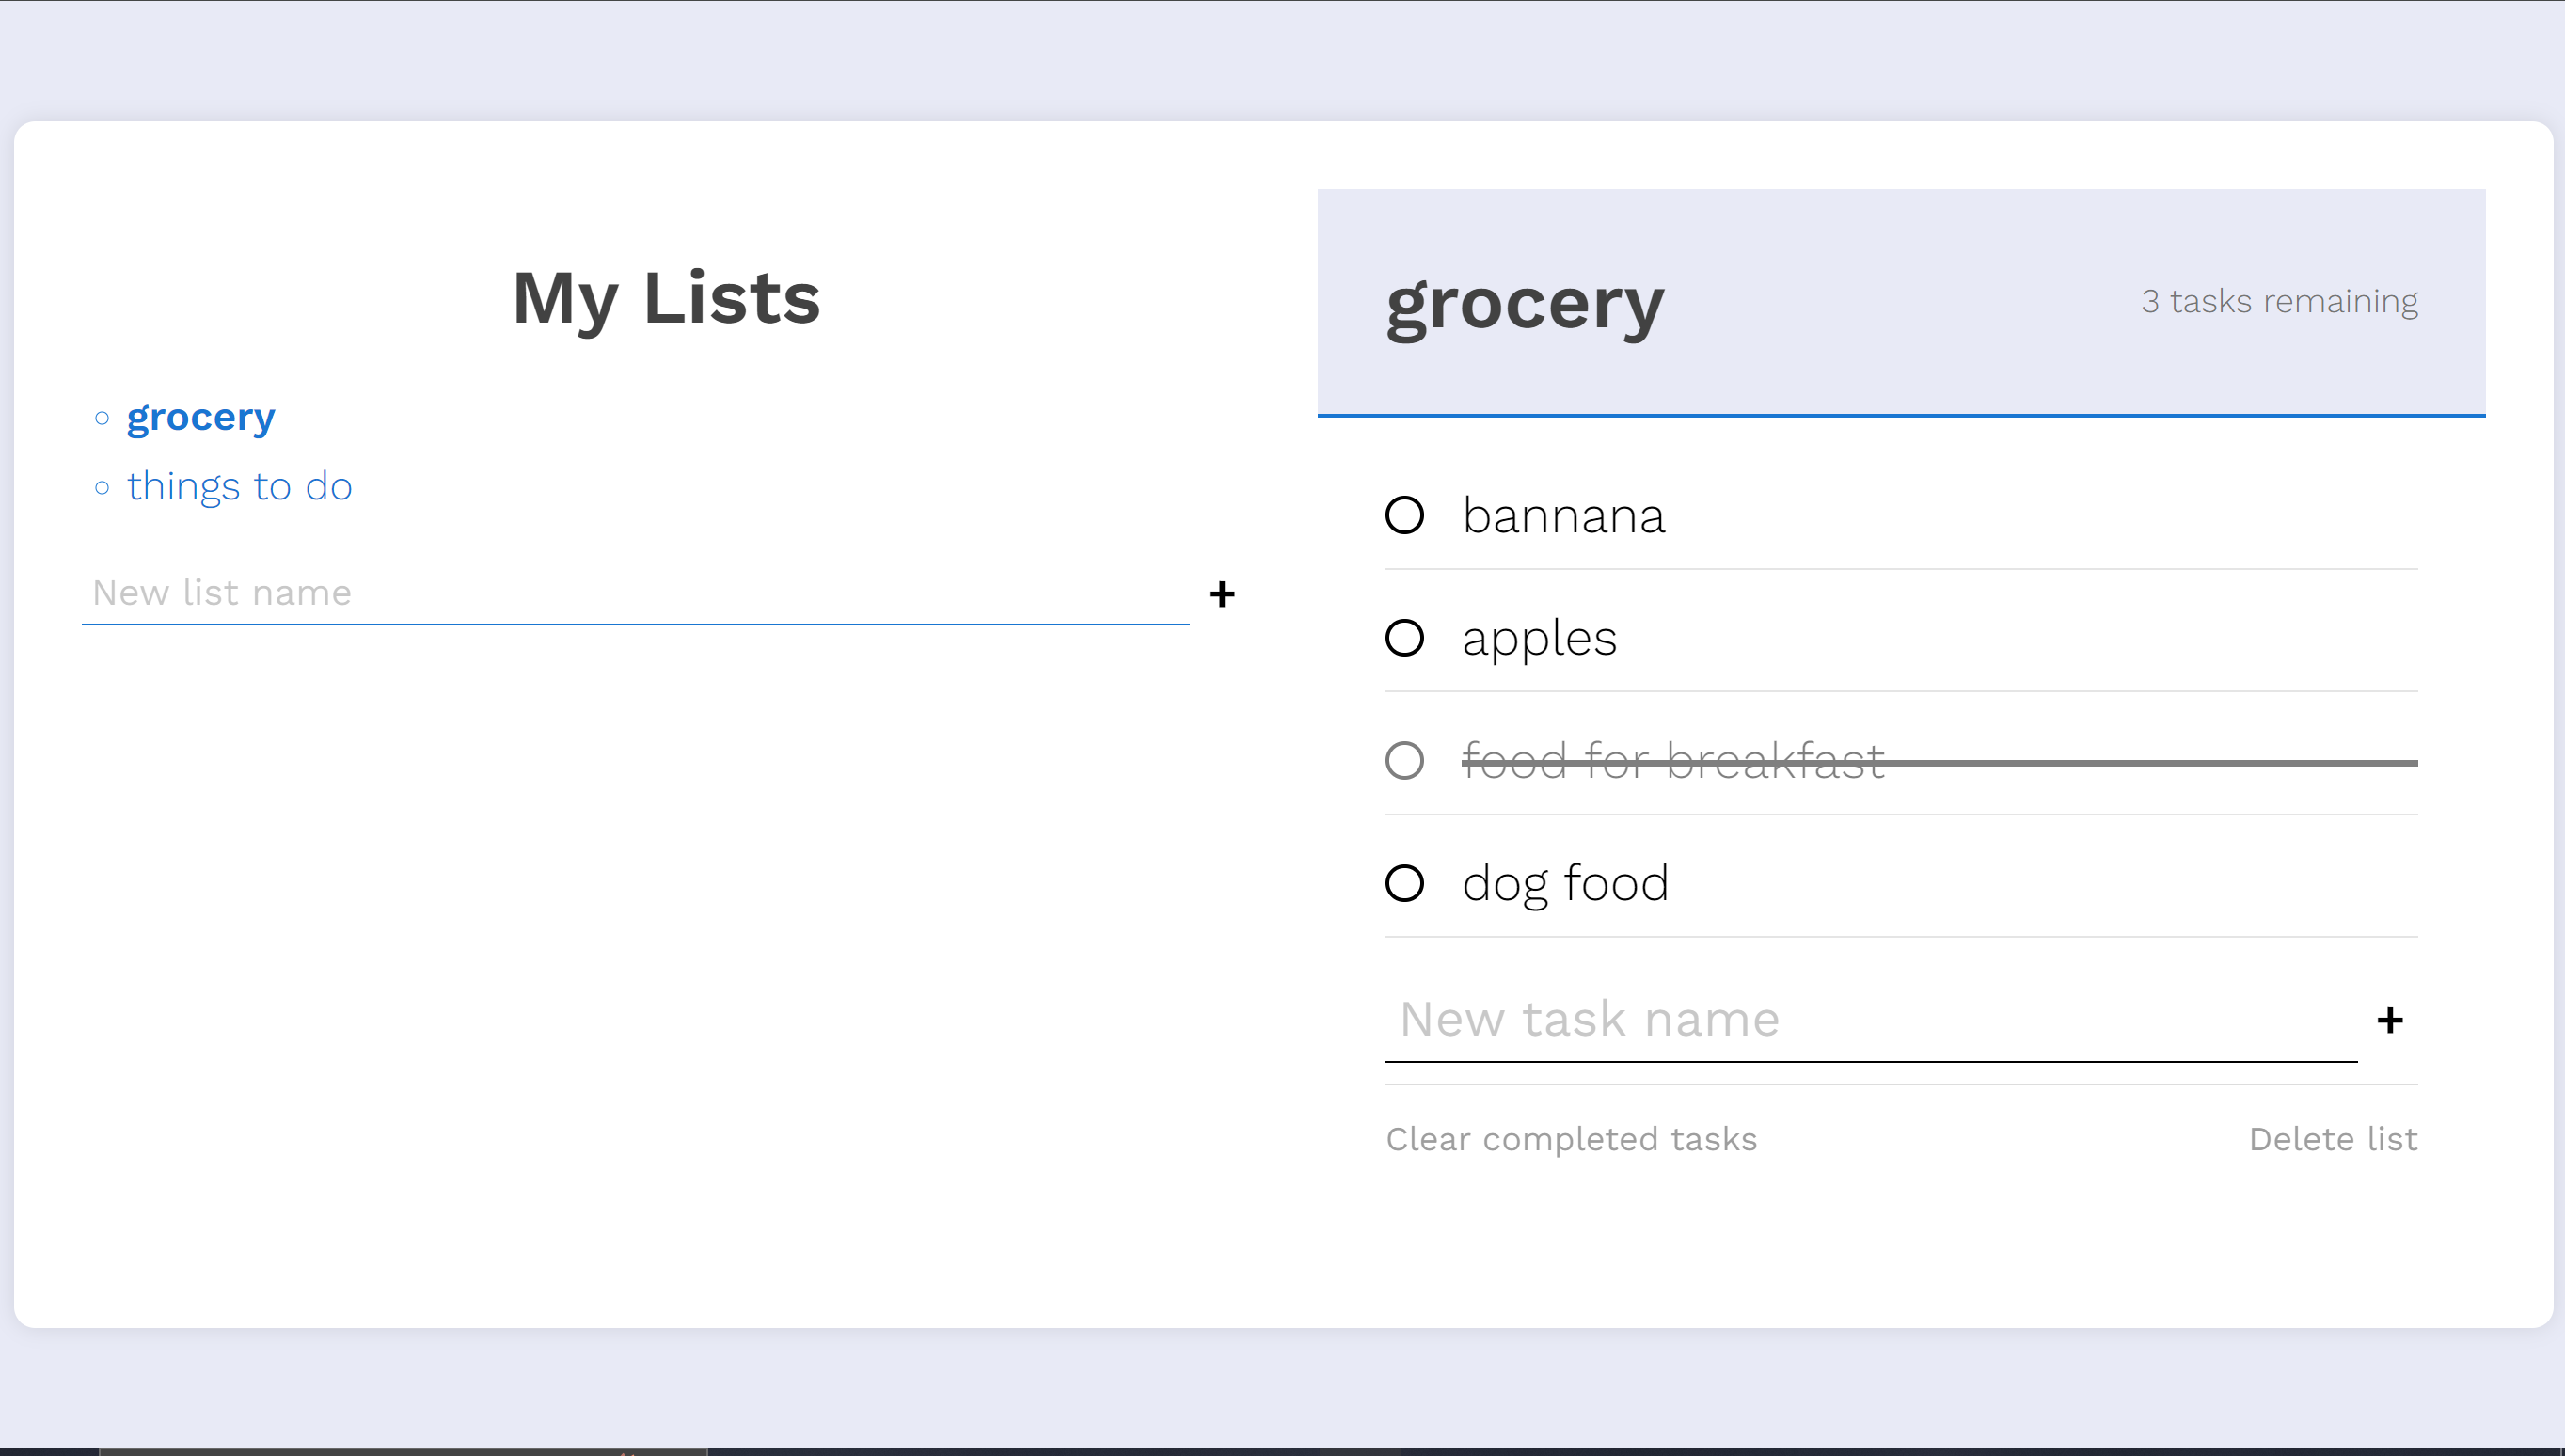 My Lists
grocery
things to do
New list name
+
grocery
3 tasks remaining
bannana
apples
food for breakfast
dog food
New task name
+
Clear completed tasks
Delete list